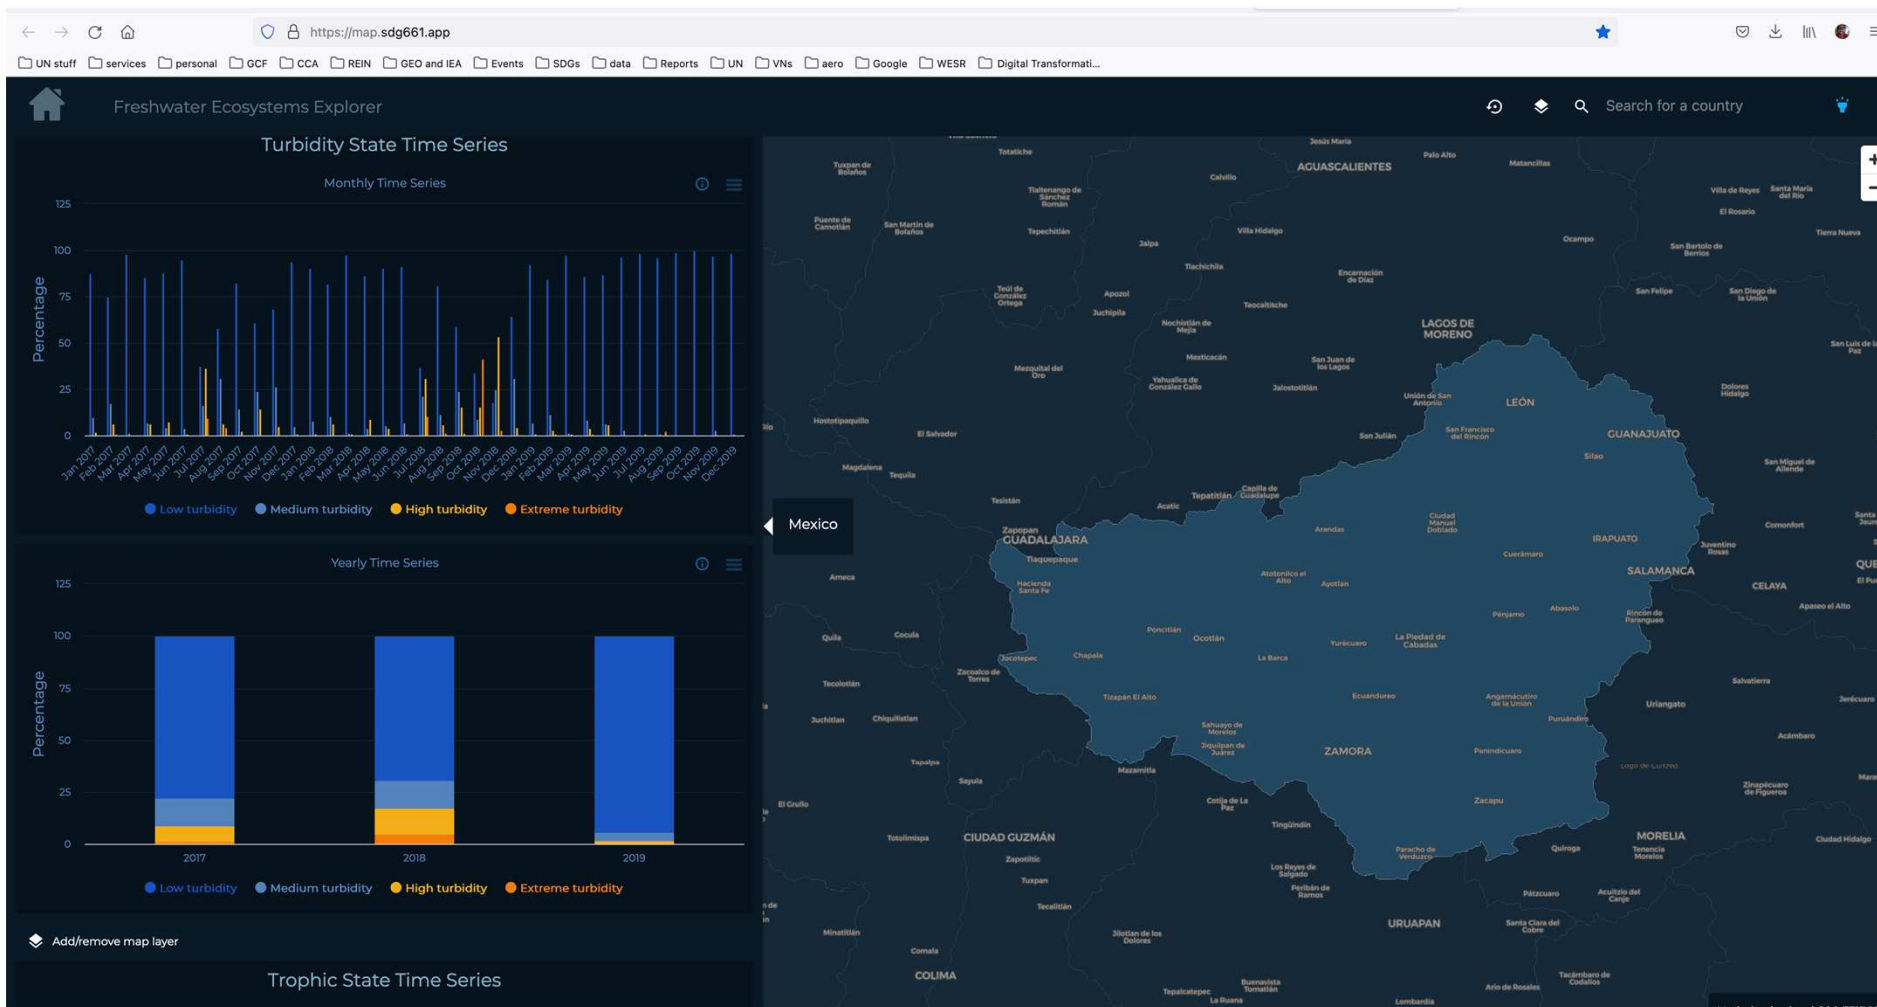 https://map.sdg661.app
UN stuff services personal GCF CCA REIN GEO and IEA Events SDGs data Reports UN VNs aero Google WESR Digital Transformati...
Freshwater Ecosystems Explorer
Search for a country
Turbidity State Time Series
Monthly Time Series
Percentage
125
100
75
50
25
0
Jan 2017
Feb 2017
Mar 2017
Apr 2017
May 2017
Jun 2017
Jul 2017
Aug 2017
Sep 2017
Oct 2017
Nov 2017
Dec 2017
Jan 2018
Feb 2018
Mar 2018
Apr 2018
May 2018
Jun 2018
Jul 2018
Aug 2018
Sep 2018
Oct 2018
Nov 2018
Dec 2018
Jan 2019
Feb 2019
Mar 2019
Apr 2019
May 2019
Jun 2019
Jul 2019
Aug 2019
Sep 2019
Oct 2019
Nov 2019
Dec 2019
Low turbidity Medium turbidity High turbidity Extreme turbidity
Yearly Time Series
Percentage
125
100
75
50
25
0
2017 2018 2019
Low turbidity Medium turbidity High turbidity Extreme turbidity
Add/remove map layer
Trophic State Time Series
Mexico
Jesús María
Totatiche
Tuxpan de
Bolaños
AGUASCALIENTES
Palo Alto
Matancillas
Calvillo
Tlaltenango de
Sánchez
Román
Villa de Reyes
Santa María
del Río
El Rosario
Puente de
Camotlán
San Martín de
Bolaños
Tepechitlán
Villa Hidalgo
Tierra Nueva
Jalpa
Ocampo
San Bartolo de
Berrios
Tlachichila
Encarnación
de Díaz
Teúl de
González
Ortega
Apozol
San Felipe
San Diego de
la Unión
Juchipila
Teocaltitche
Nochistlán de
Mejía
LAGOS DE
MORENO
San Luis de la
Paz
Mexticacán
San Juan de
los Lagos
Mezquital del
Oro
Yahualica de
González Gallo
Jalostotitlán
Dolores
Hidalgo
Unión de San
Antonio
LEÓN
Hostotipaquillo
El Salvador
San Julián
San Francisco
del Rincón
GUANAJUATO
Silao
San Miguel de
Allende
Magdalena
Tequila
Tesistán
Acatic
Tepatitlán
Capilla de
Guadalupe
Arandas
Ciudad
Manuel
Doblado
Comonfort
Zapopan
GUADALAJARA
Tlaquepaque
IRAPUATO
Juventino
Rosas
Cuerámaro
SALAMANCA
Ameca
Hacienda
Santa Fe
Atotonilco el
Alto
Ayotlán
CELAYA
Apaseo el Alto
Pénjamo
Abasolo
Rincón de
Parangueo
Quila
Cocula
Poncitlán
Ocotlán
Yurécuaro
La Piedad de
Cabadas
Jocotepec
Chapala
La Barca
Zacoalco de
Torres
Tecolotlán
Salvatierra
Tizapán El Alto
Ecuandureo
Angamácutiro
de la Unión
Uriangato
Jerécuaro
Juchitlan
Chiquilistlan
Sahuayo de
Morelos
Puruándiro
Jiquilpan de
Juárez
ZAMORA
Panindícuaro
Acámbaro
Tapalpa
Mazamitla
Lago de Cuitzeo
Sayula
Zinapécuaro
de Figueroa
El Grullo
Cotija de La
Paz
Zacapu
Tingüindín
Totolimispa
CIUDAD GUZMÁN
MORELIA
Ciudad Hidalgo
Zapotiltic
Paracho de
Verduzco
Quiroga
Tenencia
Morelos
Los Reyes de
Salgado
Tuxpan
Peribán de
Ramos
Pátzcuaro
Acuitzio del
Canje
Tecalitlán
Minatitlán
URUAPAN
Santa Clara del
Cobre
Jilotlan de los
Dolores
Comala
COLIMA
Tepalcatepec
Buenavista
Tomatlán
La Ruana
Tacámbaro de
Codallos
Ario de Rosales
Lombardía